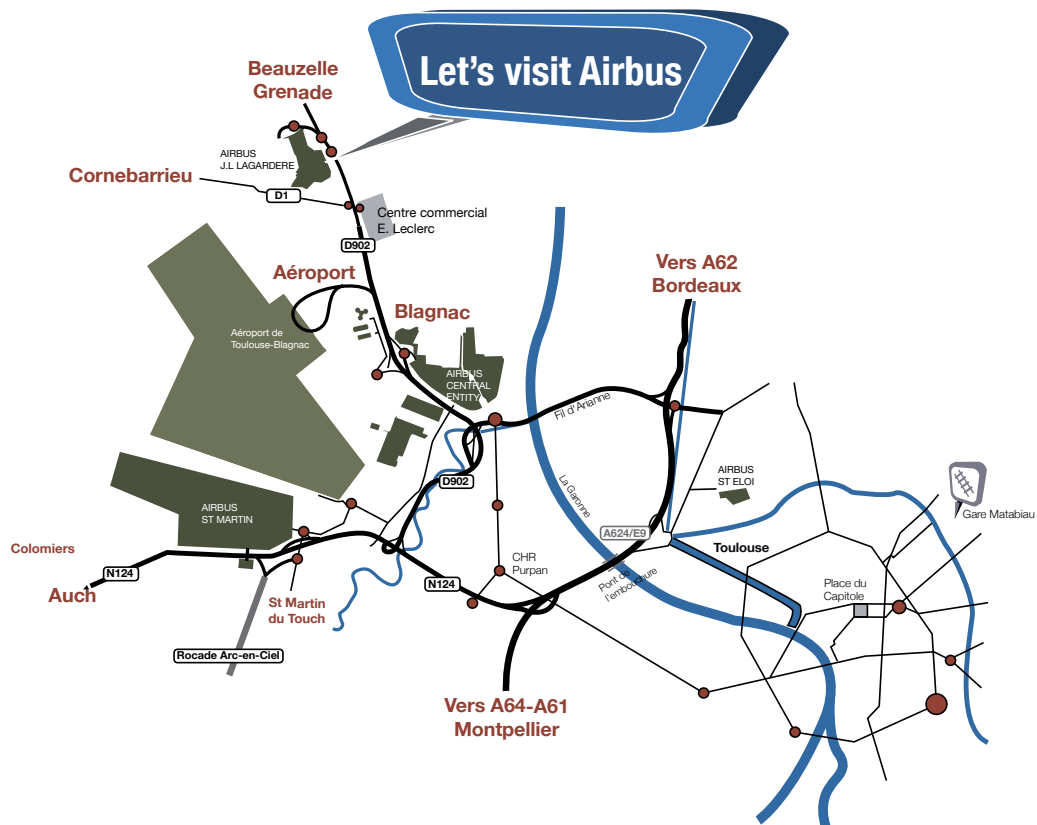 Let's visit Airbus
Beauzelle
Grenade
AIRBUS
J.L LAGARDERE
Cornebarrieu
D1
Centre commercial
E. Leclerc
D902
Vers A62
Bordeaux
Aéroport
Blagnac
Aéroport de
Toulouse-Blagnac
AIRBUS
CENTRAL
ENTITY
Fil d'Arianne
AIRBUS
ST ELOI
D902
La Garonne
Gare Matabiau
AIRBUS
ST MARTIN
A624/E9
Toulouse
Colomiers
N124
Auch
CHR
Purpan
N124
Pont de
l'embouchure
Place du
Capitole
St Martin
du Touch
Rocade Arc-en-Ciel
Vers A64-A61
Montpellier